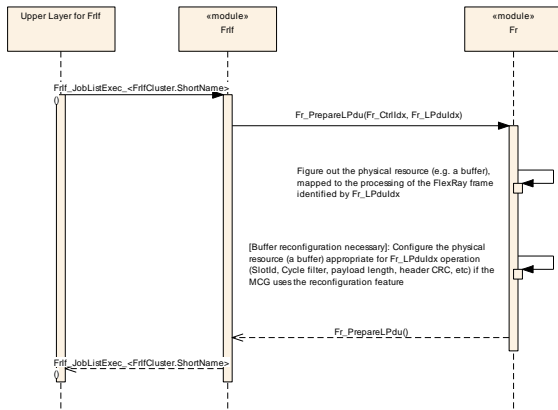 Upper Layer for FrIf
«module»
FrIf
«module»
Fr
FrIf_JobListExec_<FrIfCluster.ShortName>
()
Fr_PrepareLPdu(Fr_CtrlIdx, Fr_LPduIdx)
Figure out the physical resource (e.g. a buffer),
mapped to the processing of the FlexRay frame
identified by Fr_LPduIdx
[Buffer reconfiguration necessary]: Configure the physical
resource (a buffer) appropriate for Fr_LPduIdx operation
(SlotId, Cycle filter, payload length, header CRC, etc) if the
MCG uses the reconfiguration feature
Fr_PrepareLPdu()
FrIf_JobListExec_<FrIfCluster.ShortName>
()